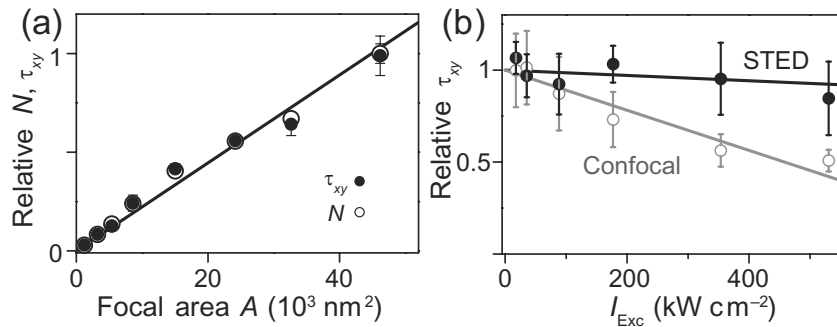 (a)
Relative N, τxy
1
0
τxy
N
0
20
40
Focal area A (10³ nm²)
(b)
Relative τxy
1
0.5
STED
Confocal
0
200
400
I_Exc (kW cm⁻²)